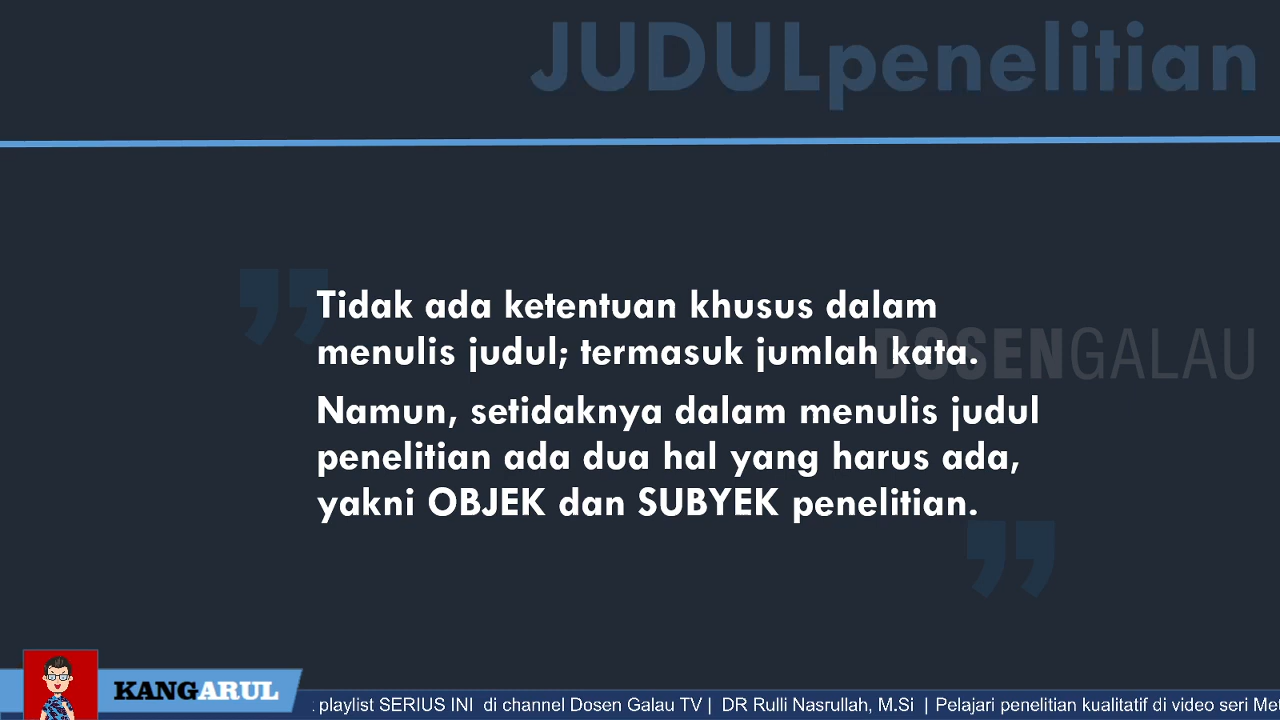 JUDULpenelitian
Tidak ada ketentuan khusus dalam
menulis judul; termasuk jumlah kata.
DOSENGALAU
Namun, setidaknya dalam menulis judul
penelitian ada dua hal yang harus ada,
yakni OBJEK dan SUBYEK penelitian.
KANGARUL
playlist SERIUS INI di channel Dosen Galau TV | DR Rulli Nasrullah, M.Si | Pelajari penelitian kualitatif di video seri